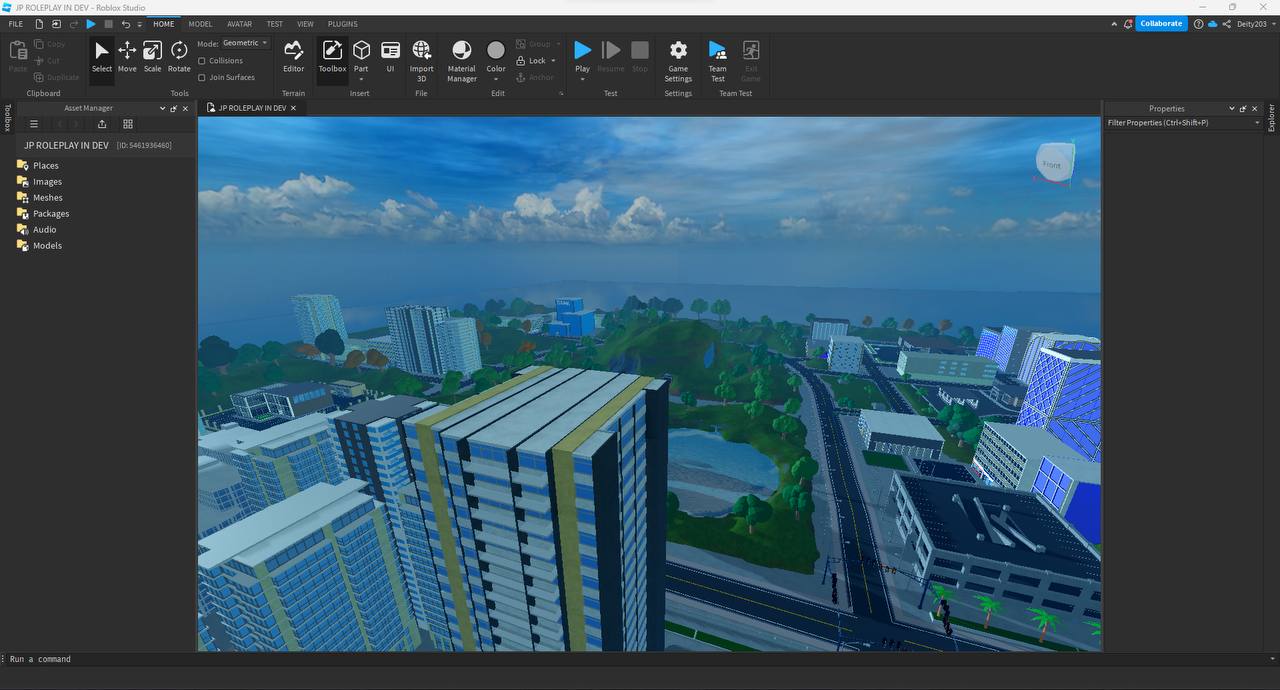 JP ROLEPLAY IN DEV - Roblox Studio
FILE
HOME MODEL AVATAR TEST VIEW PLUGINS
Collaborate
Deity203
Paste
Copy
Cut
Duplicate
Clipboard
Select
Move
Scale
Rotate
Mode: Geometric
Collisions
Join Surfaces
Tools
Editor
Terrain
Toolbox
Part
UI
Insert
Import
3D
File
Material
Manager
Color
Group
Lock
Anchor
Edit
Play
Resume
Stop
Test
Game
Settings
Settings
Team
Test
Exit
Game
Team Test
Toolbox
Asset Manager
JP ROLEPLAY IN DEV [ID: 5461936460]
Places
Images
Meshes
Packages
Audio
Models
JP ROLEPLAY IN DEV
Front
Properties
Filter Properties (Ctrl+Shift+P)
Explorer
Run a command